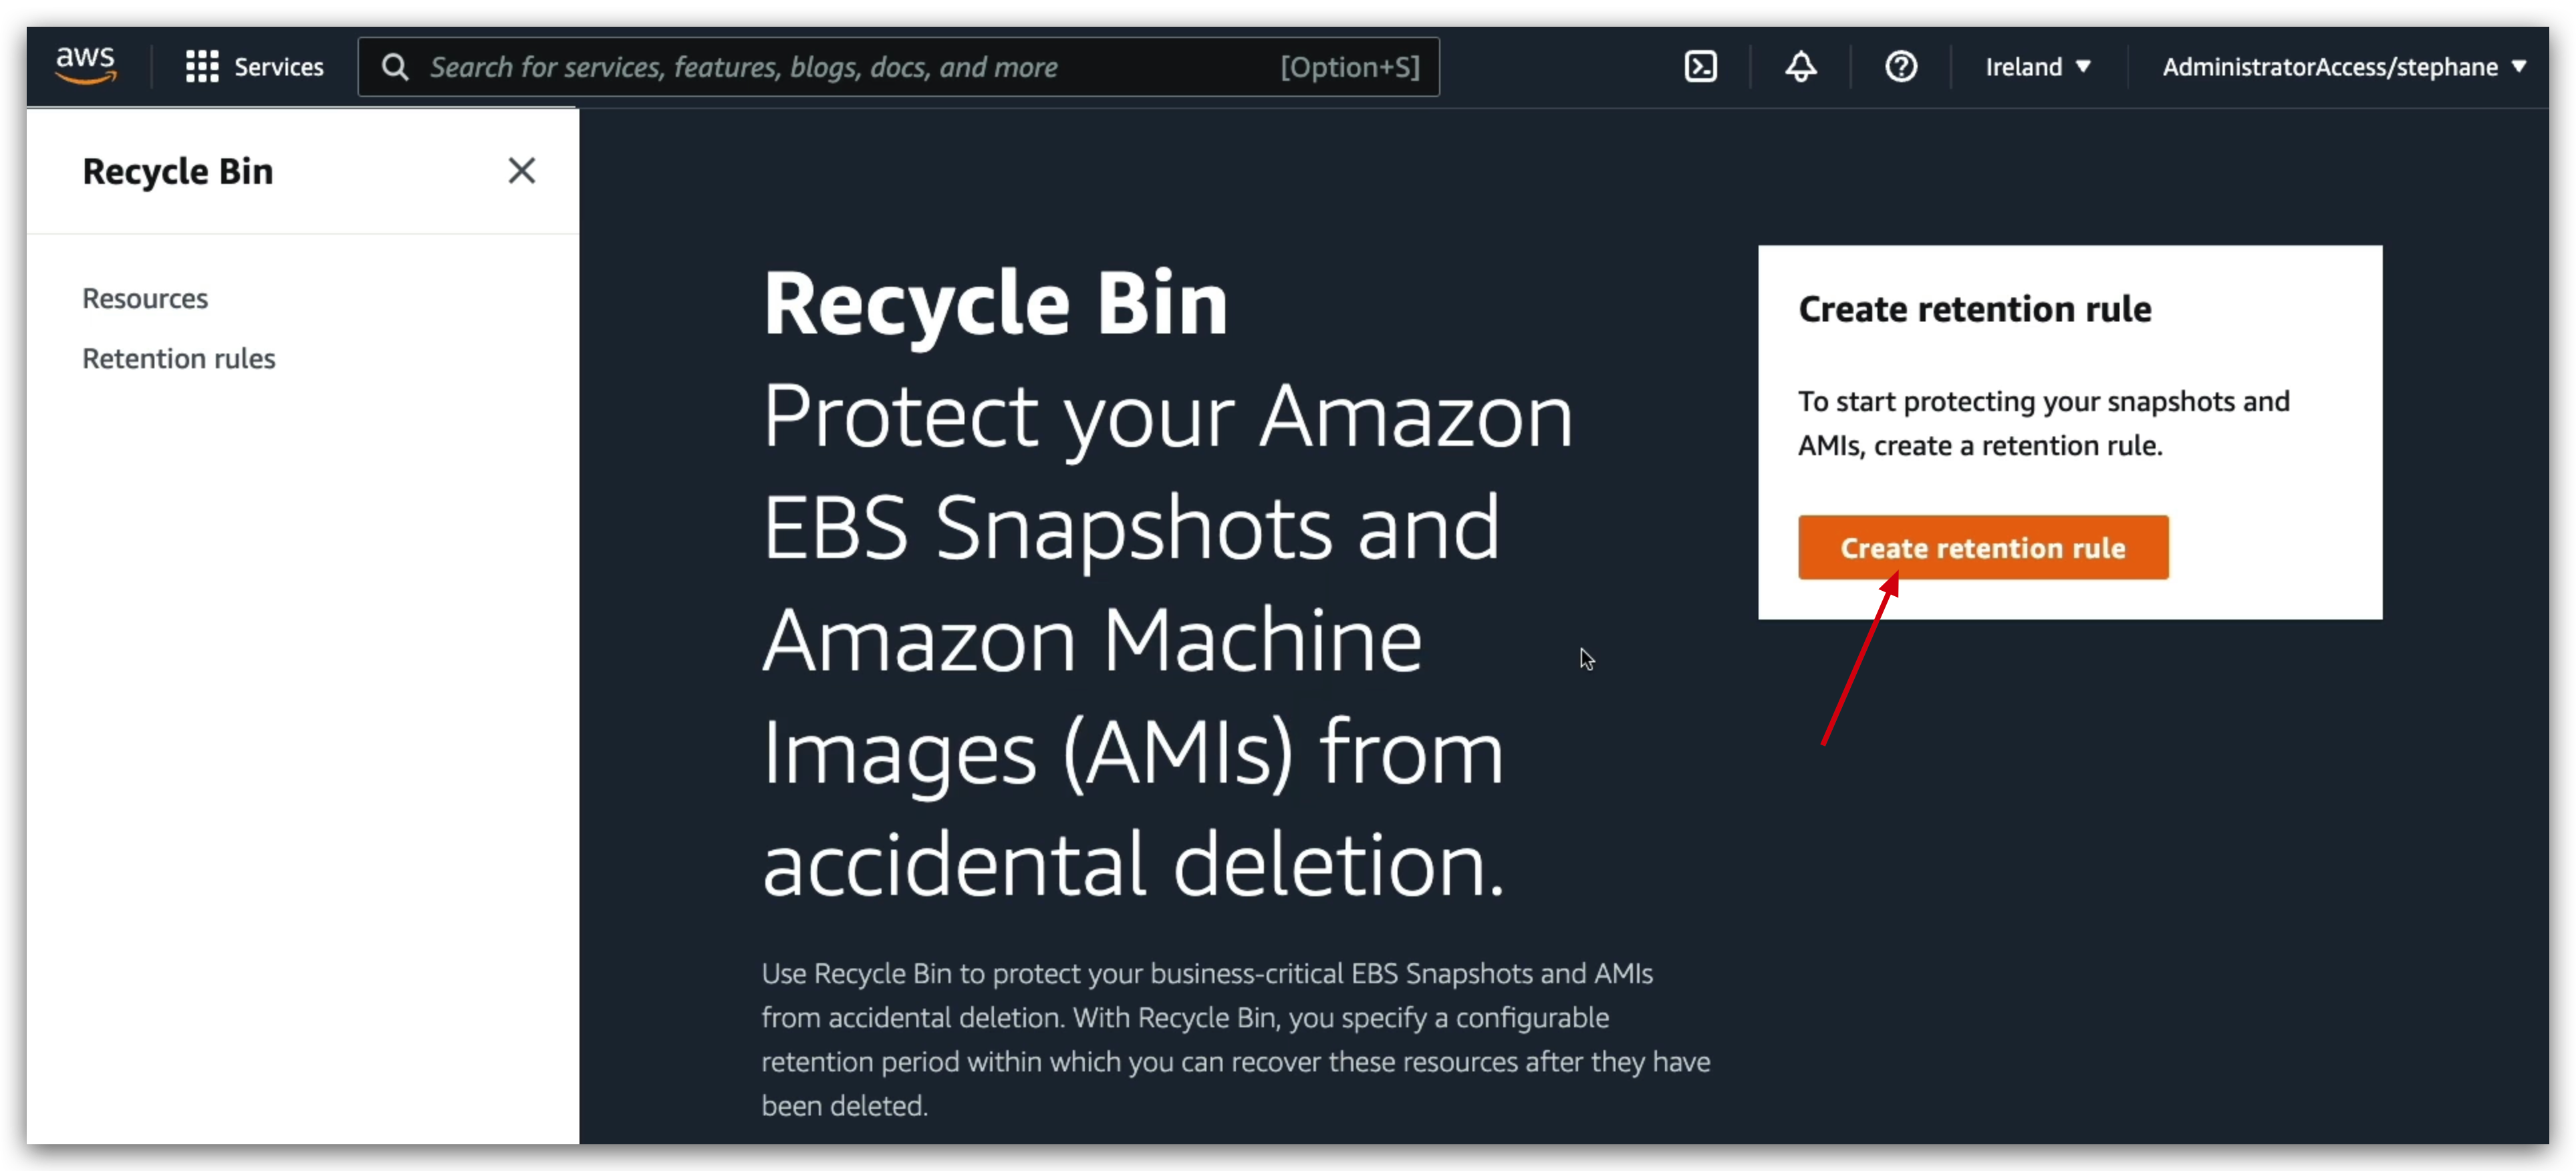 aws
Services
Search for services, features, blogs, docs, and more
[Option+S]
Ireland
AdministratorAccess/stephane
Recycle Bin
Resources
Retention rules
Recycle Bin
Protect your Amazon
EBS Snapshots and
Amazon Machine
Images (AMIs) from
accidental deletion.
Use Recycle Bin to protect your business-critical EBS Snapshots and AMIs
from accidental deletion. With Recycle Bin, you specify a configurable
retention period within which you can recover these resources after they have
been deleted.
Create retention rule
To start protecting your snapshots and
AMIs, create a retention rule.
Create retention rule